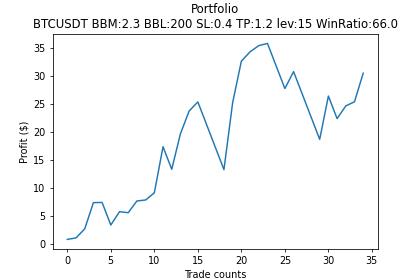 Portfolio
BTCUSDT BBM:2.3 BBL:200 SL:0.4 TP:1.2 lev:15 WinRatio:66.0
35
30
25
20
15
10
5
0
Profit ($)
0 5 10 15 20 25 30 35
Trade counts